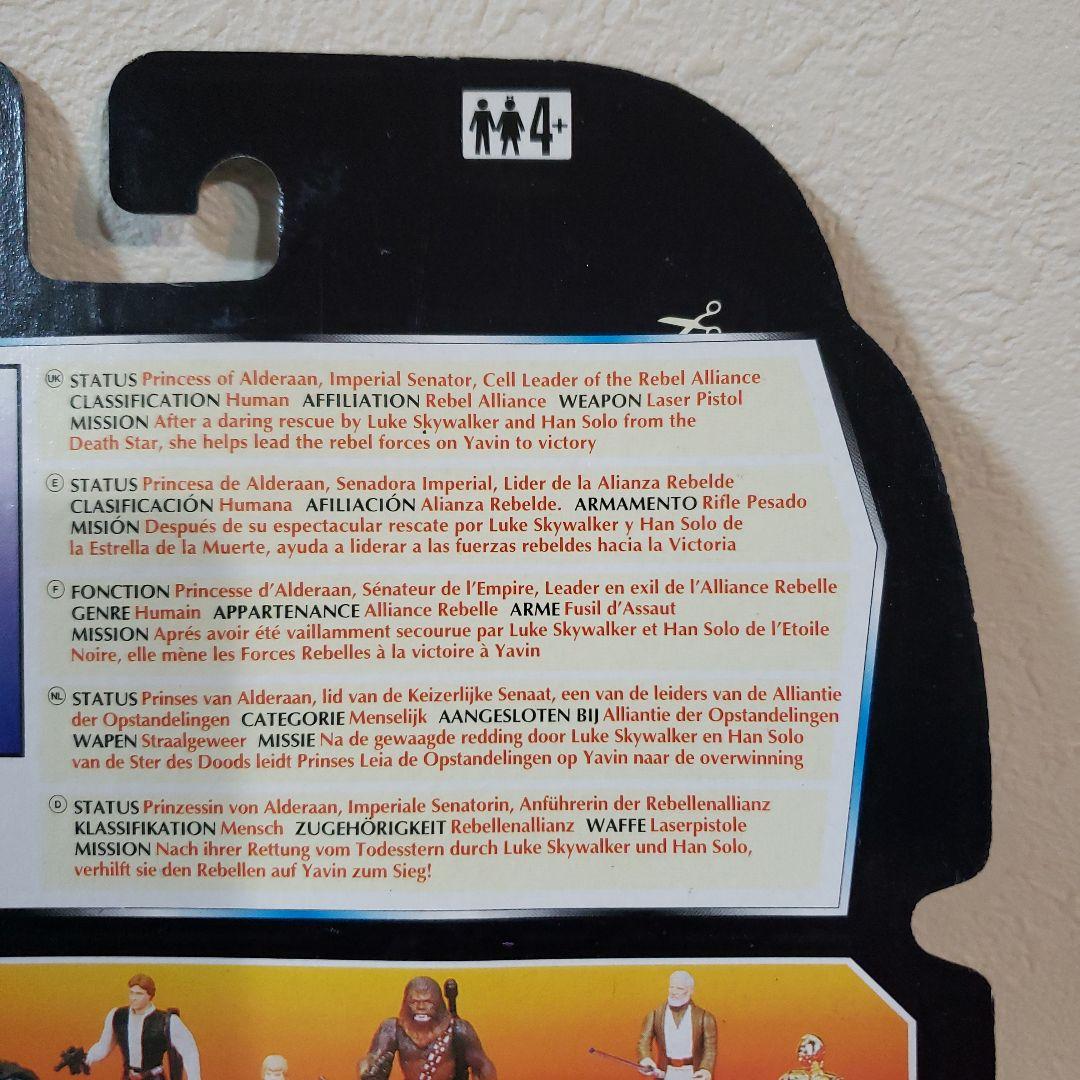 4+
UK STATUS Princess of Alderaan, Imperial Senator, Cell Leader of the Rebel Alliance
CLASSIFICATION Human AFFILIATION Rebel Alliance WEAPON Laser Pistol
MISSION After a daring rescue by Luke Skywalker and Han Solo from the
Death Star, she helps lead the rebel forces on Yavin to victory
E STATUS Princesa de Alderaan, Senadora Imperial, Lider de la Alianza Rebelde
CLASIFICACIÓN Humana AFILIACIÓN Alianza Rebelde. ARMAMENTO Rifle Pesado
MISIÓN Después de su espectacular rescate por Luke Skywalker y Han Solo de
la Estrella de la Muerte, ayuda a liderar a las fuerzas rebeldes hacia la Victoria
F FONCTION Princesse d'Alderaan, Sénateur de l'Empire, Leader en exil de l'Alliance Rebelle
GENRE Humain APPARTENANCE Alliance Rebelle ARME Fusil d'Assaut
MISSION Aprés avoir été vaillamment secourue par Luke Skywalker et Han Solo de l'Etoile
Noire, elle mène les Forces Rebelles à la victoire à Yavin
NL STATUS Prinses van Alderaan, lid van de Keizerlijke Senaat, een van de leiders van de Alliantie
der Opstandelingen CATEGORIE Menselijk AANGESLOTEN BIJ Alliantie der Opstandelingen
WAPEN Straalgeweer MISSIE Na de gewaagde redding door Luke Skywalker en Han Solo
van de Ster des Doods leidt Prinses Leia de Opstandelingen op Yavin naar de overwinning
D STATUS Prinzessin von Alderaan, Imperiale Senatorin, Anführerin der Rebellenallianz
KLASSIFIKATION Mensch ZUGEHÖRIGKEIT Rebellenallianz WAFFE Laserpistole
MISSION Nach ihrer Rettung vom Todesstern durch Luke Skywalker und Han Solo,
verhilft sie den Rebellen auf Yavin zum Sieg!